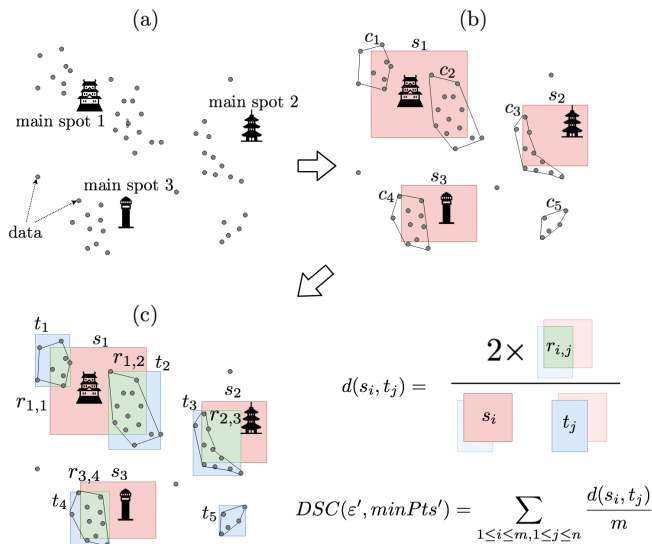 (a)
main spot 1
main spot 2
main spot 3
data
(b)
c₁
s₁
c₂
s₂
c₃
s₃
c₄
c₅
(c)
t₁
s₁
r₁,₂
t₂
r₁,₁
s₂
t₃
r₂,₃
r₃,₄
s₃
t₄
t₅
d(sᵢ, tⱼ) = 2× rᵢ,ⱼ / sᵢ tⱼ
DSC(ε′, minPts′) = ∑ 1≤i≤m,1≤j≤n d(sᵢ, tⱼ) / m